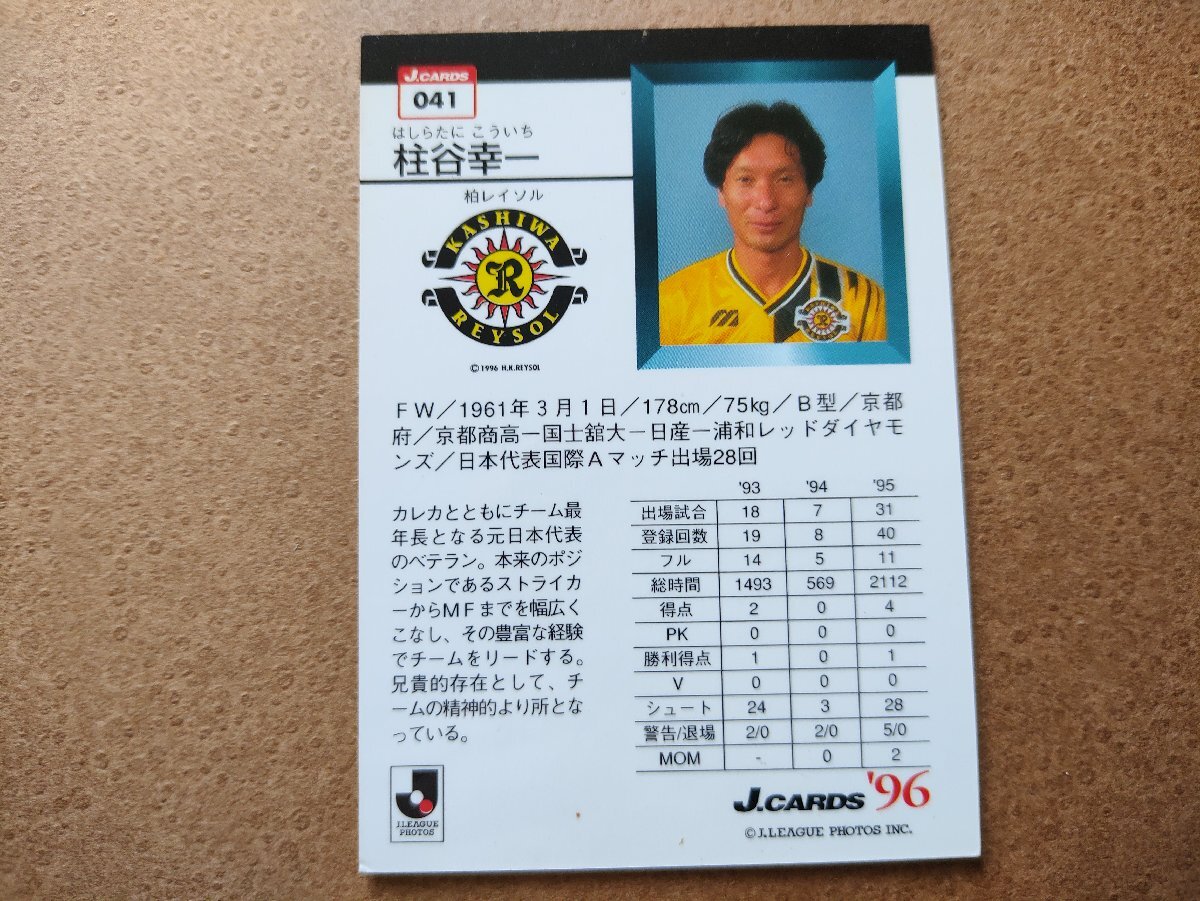 J.CARDS
041
はしらたに こういち
柱谷幸一
柏レイソル
KASHIWA
R
REYSOL
©1996 H.K.REYSOL
FW／1961年3月1日／178cm／75kg／B型／京都
府／京都商高ー国士舘大ー日産ー浦和レッドダイヤモ
ンズ／日本代表国際Aマッチ出場28回
カレカとともにチーム最
年長となる元日本代表
のベテラン。本来のポジ
ションであるストライカ
ーからMFまでを幅広く
こなし、その豊富な経験
でチームをリードする。
兄貴的存在として、チ
ームの精神的より所とな
っている。
'93 '94 '95
出場試合 18 7 31
登録回数 19 8 40
フル 14 5 11
総時間 1493 569 2112
得点 2 0 4
PK 0 0 0
勝利得点 1 0 1
V 0 0 0
シュート 24 3 28
警告/退場 2/0 2/0 5/0
MOM - 0 2
J.LEAGUE
PHOTOS
J.CARDS '96
© J.LEAGUE PHOTOS INC.